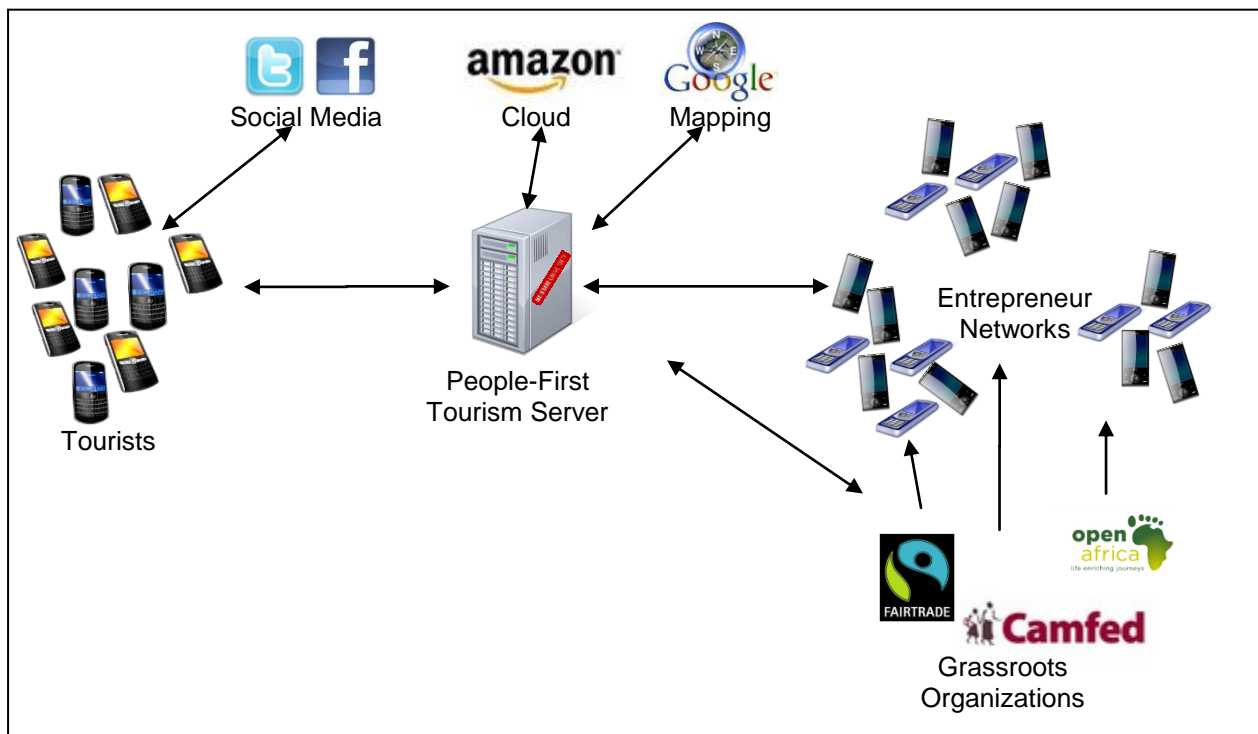 amazon
N
W E
S
Google
Social Media
Cloud
Mapping
Entrepreneur
Networks
People-First
Tourism Server
Tourists
open
africa
life enriching journeys
FAIRTRADE
Camfed
Grassroots
Organizations